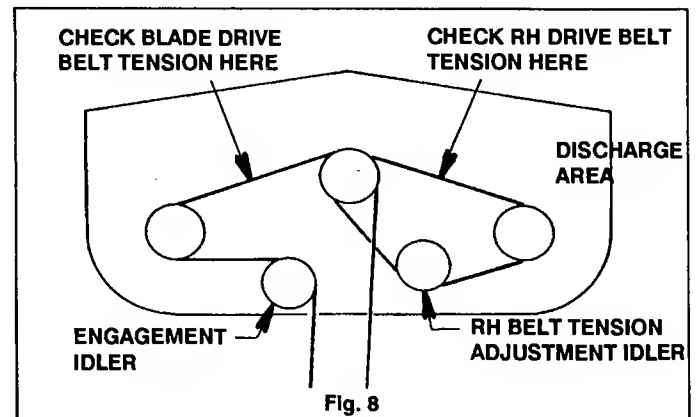 CHECK BLADE DRIVE
BELT TENSION HERE
CHECK RH DRIVE BELT
TENSION HERE
DISCHARGE
AREA
ENGAGEMENT
IDLER
RH BELT TENSION
ADJUSTMENT IDLER
Fig. 8